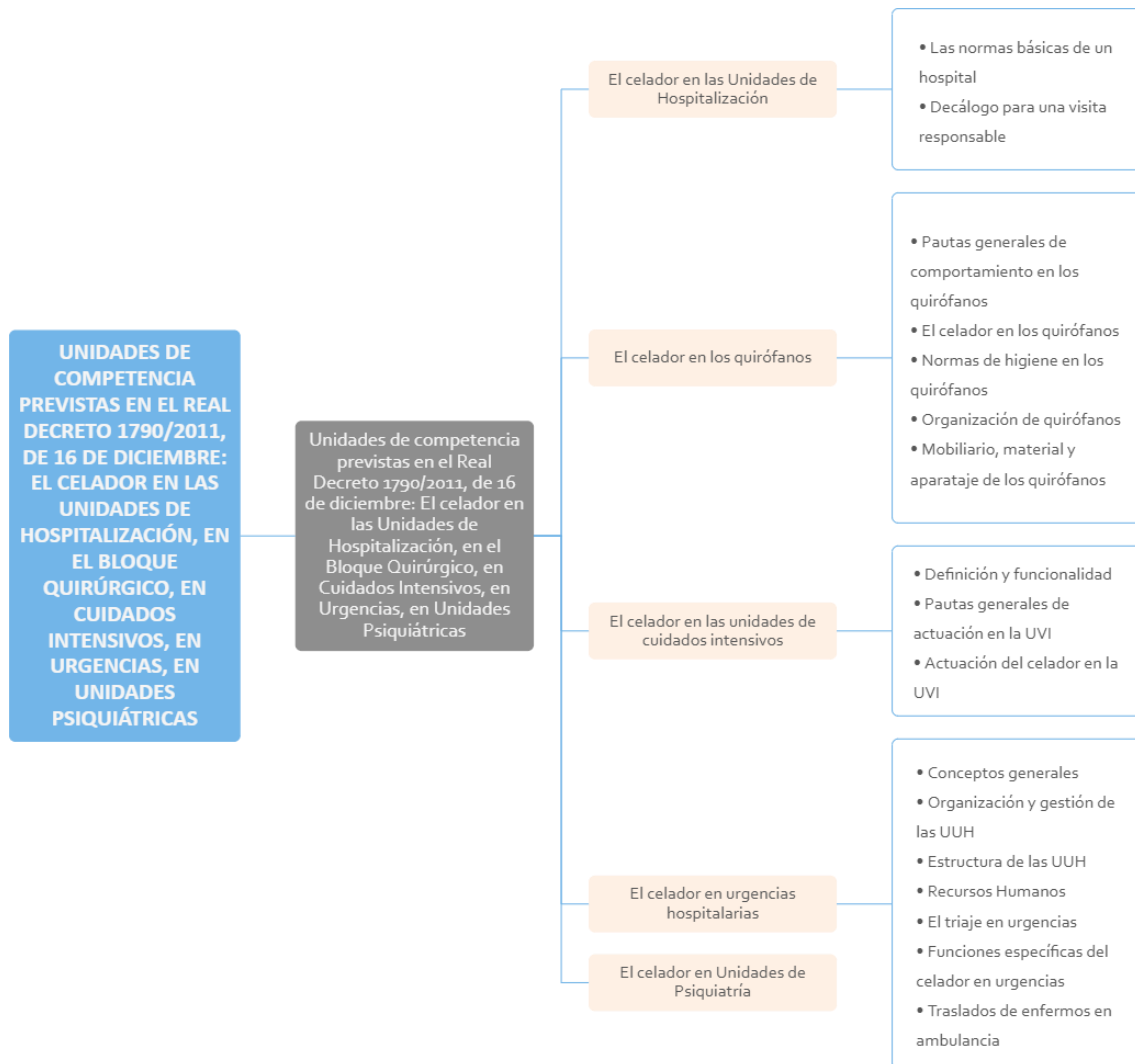 UNIDADES DE
COMPETENCIA
PREVISTAS EN EL REAL
DECRETO 1790/2011,
DE 16 DE DICIEMBRE:
EL CELADOR EN LAS
UNIDADES DE
HOSPITALIZACIÓN, EN
EL BLOQUE
QUIRÚRGICO, EN
CUIDADOS
INTENSIVOS, EN
URGENCIAS, EN
UNIDADES
PSIQUIÁTRICAS
Unidades de competencia
previstas en el Real
Decreto 1790/2011, de 16
de diciembre: El celador en
las Unidades de
Hospitalización, en el
Bloque Quirúrgico, en
Cuidados Intensivos, en
Urgencias, en Unidades
Psiquiátricas
El celador en las Unidades de
Hospitalización
• Las normas básicas de un
hospital
• Decálogo para una visita
responsable
El celador en los quirófanos
• Pautas generales de
comportamiento en los
quirófanos
• El celador en los quirófanos
• Normas de higiene en los
quirófanos
• Organización de quirófanos
• Mobiliario, material y
aparataje de los quirófanos
El celador en las unidades de
cuidados intensivos
• Definición y funcionalidad
• Pautas generales de
actuación en la UVI
• Actuación del celador en la
UVI
El celador en urgencias
hospitalarias
• Conceptos generales
• Organización y gestión de
las UUH
• Estructura de las UUH
• Recursos Humanos
• El triaje en urgencias
• Funciones específicas del
celador en urgencias
• Traslados de enfermos en
ambulancia
El celador en Unidades de
Psiquiatría